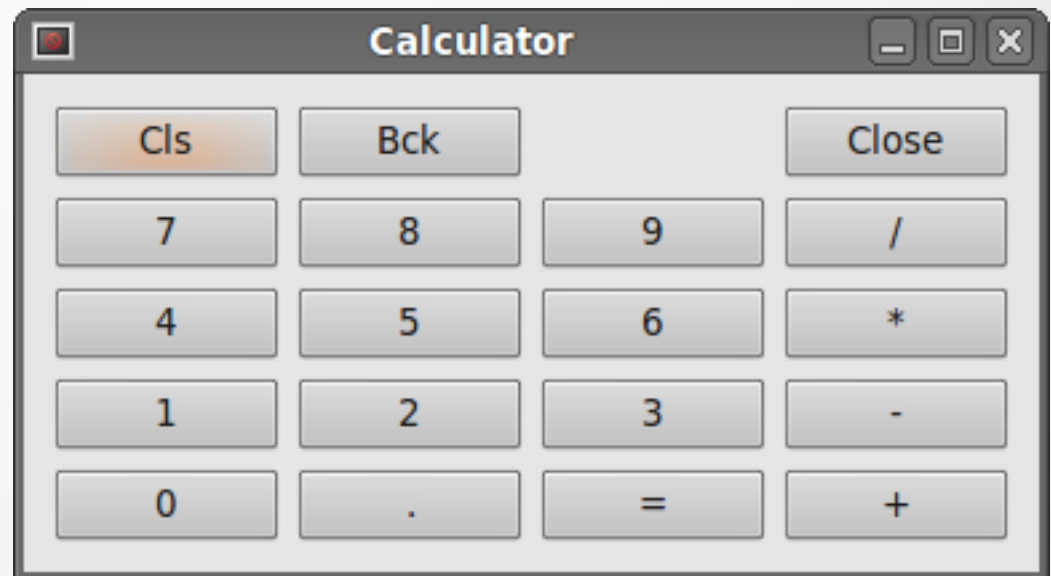 Calculator
Cls Bck Close
7 8 9 /
4 5 6 *
1 2 3 -
0 . = +